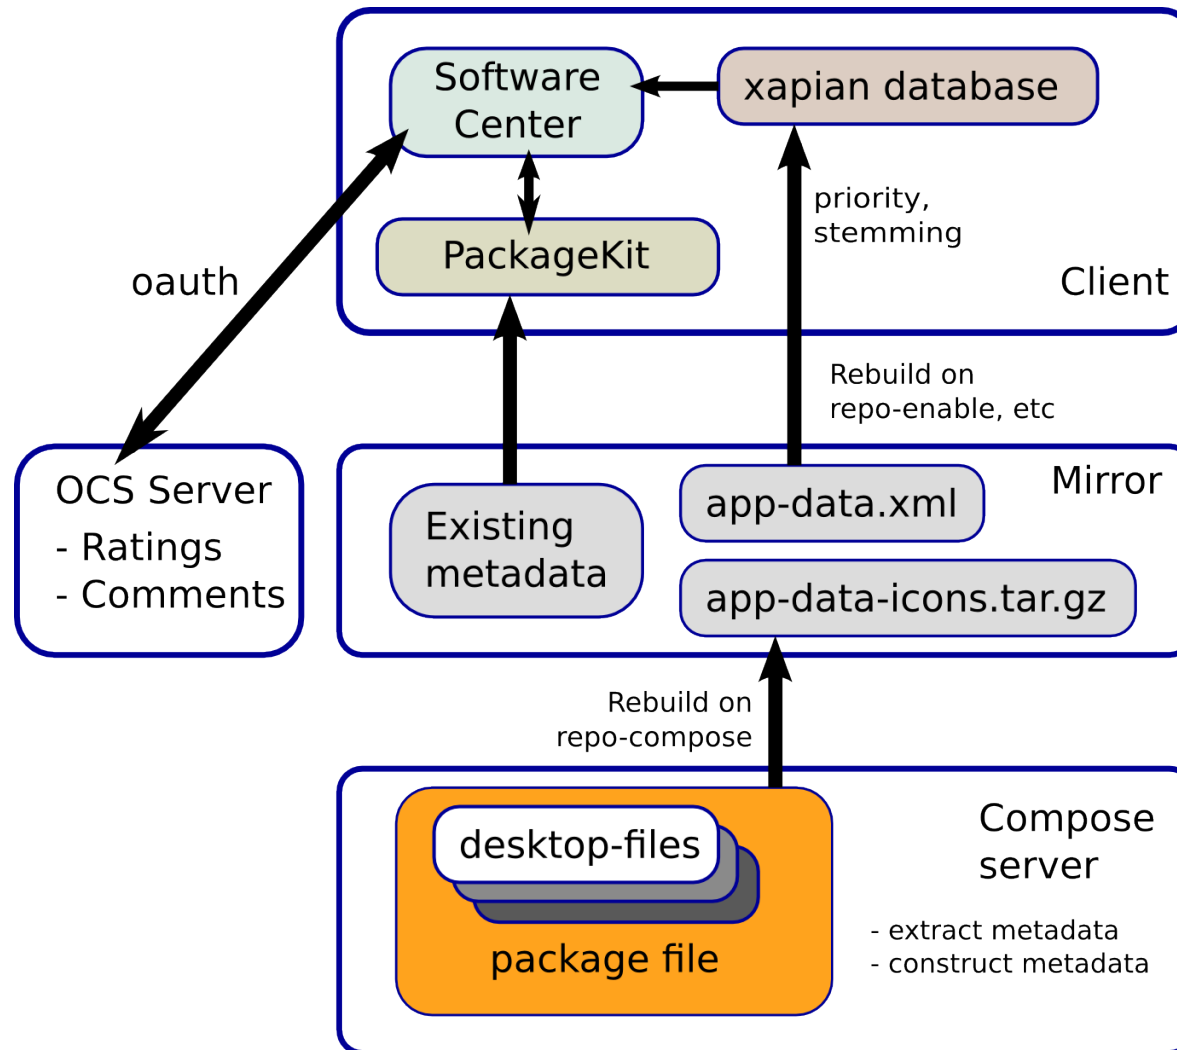 Software
Center
xapian database
priority,
stemming
PackageKit
oauth
Client
Rebuild on
repo-enable, etc
OCS Server
- Ratings
- Comments
Mirror
Existing
metadata
app-data.xml
app-data-icons.tar.gz
Rebuild on
repo-compose
desktop-files
package file
Compose
server
- extract metadata
- construct metadata